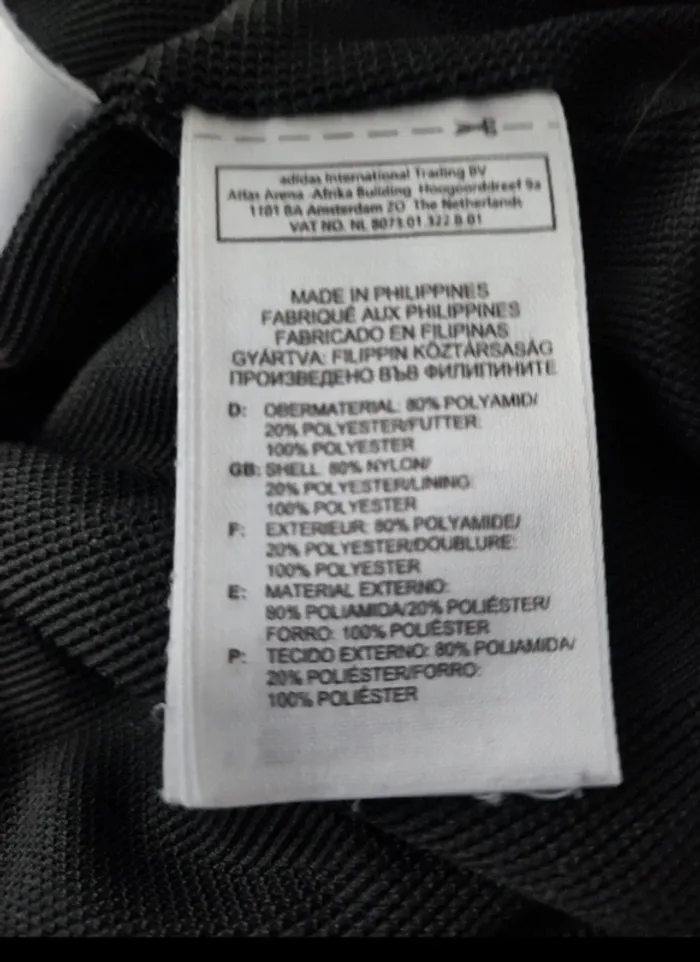 adidas International Trading BV
Atlas Arena -Afrika Building Hoogoorddreef 9a
1101 BA Amsterdam ZO The Netherlands
VAT NO. NL 8073.01.322.B.01
MADE IN PHILIPPINES
FABRIQUÉ AUX PHILIPPINES
FABRICADO EN FILIPINAS
GYÁRTVA: FILIPPIN KÖZTÁRSASÁG
ПРОИЗВЕДЕНО ВЪВ ФИЛИПИНИТЕ
D: OBERMATERIAL: 80% POLYAMID/
20% POLYESTER/FUTTER:
100% POLYESTER
GB: SHELL: 80% NYLON/
20% POLYESTER/LINING:
100% POLYESTER
F: EXTERIEUR: 80% POLYAMIDE/
20% POLYESTER/DOUBLURE:
100% POLYESTER
E: MATERIAL EXTERNO:
80% POLIAMIDA/20% POLIÉSTER/
FORRO: 100% POLIÉSTER
P: TECIDO EXTERNO: 80% POLIAMIDA/
20% POLIÉSTER/FORRO:
100% POLIÉSTER